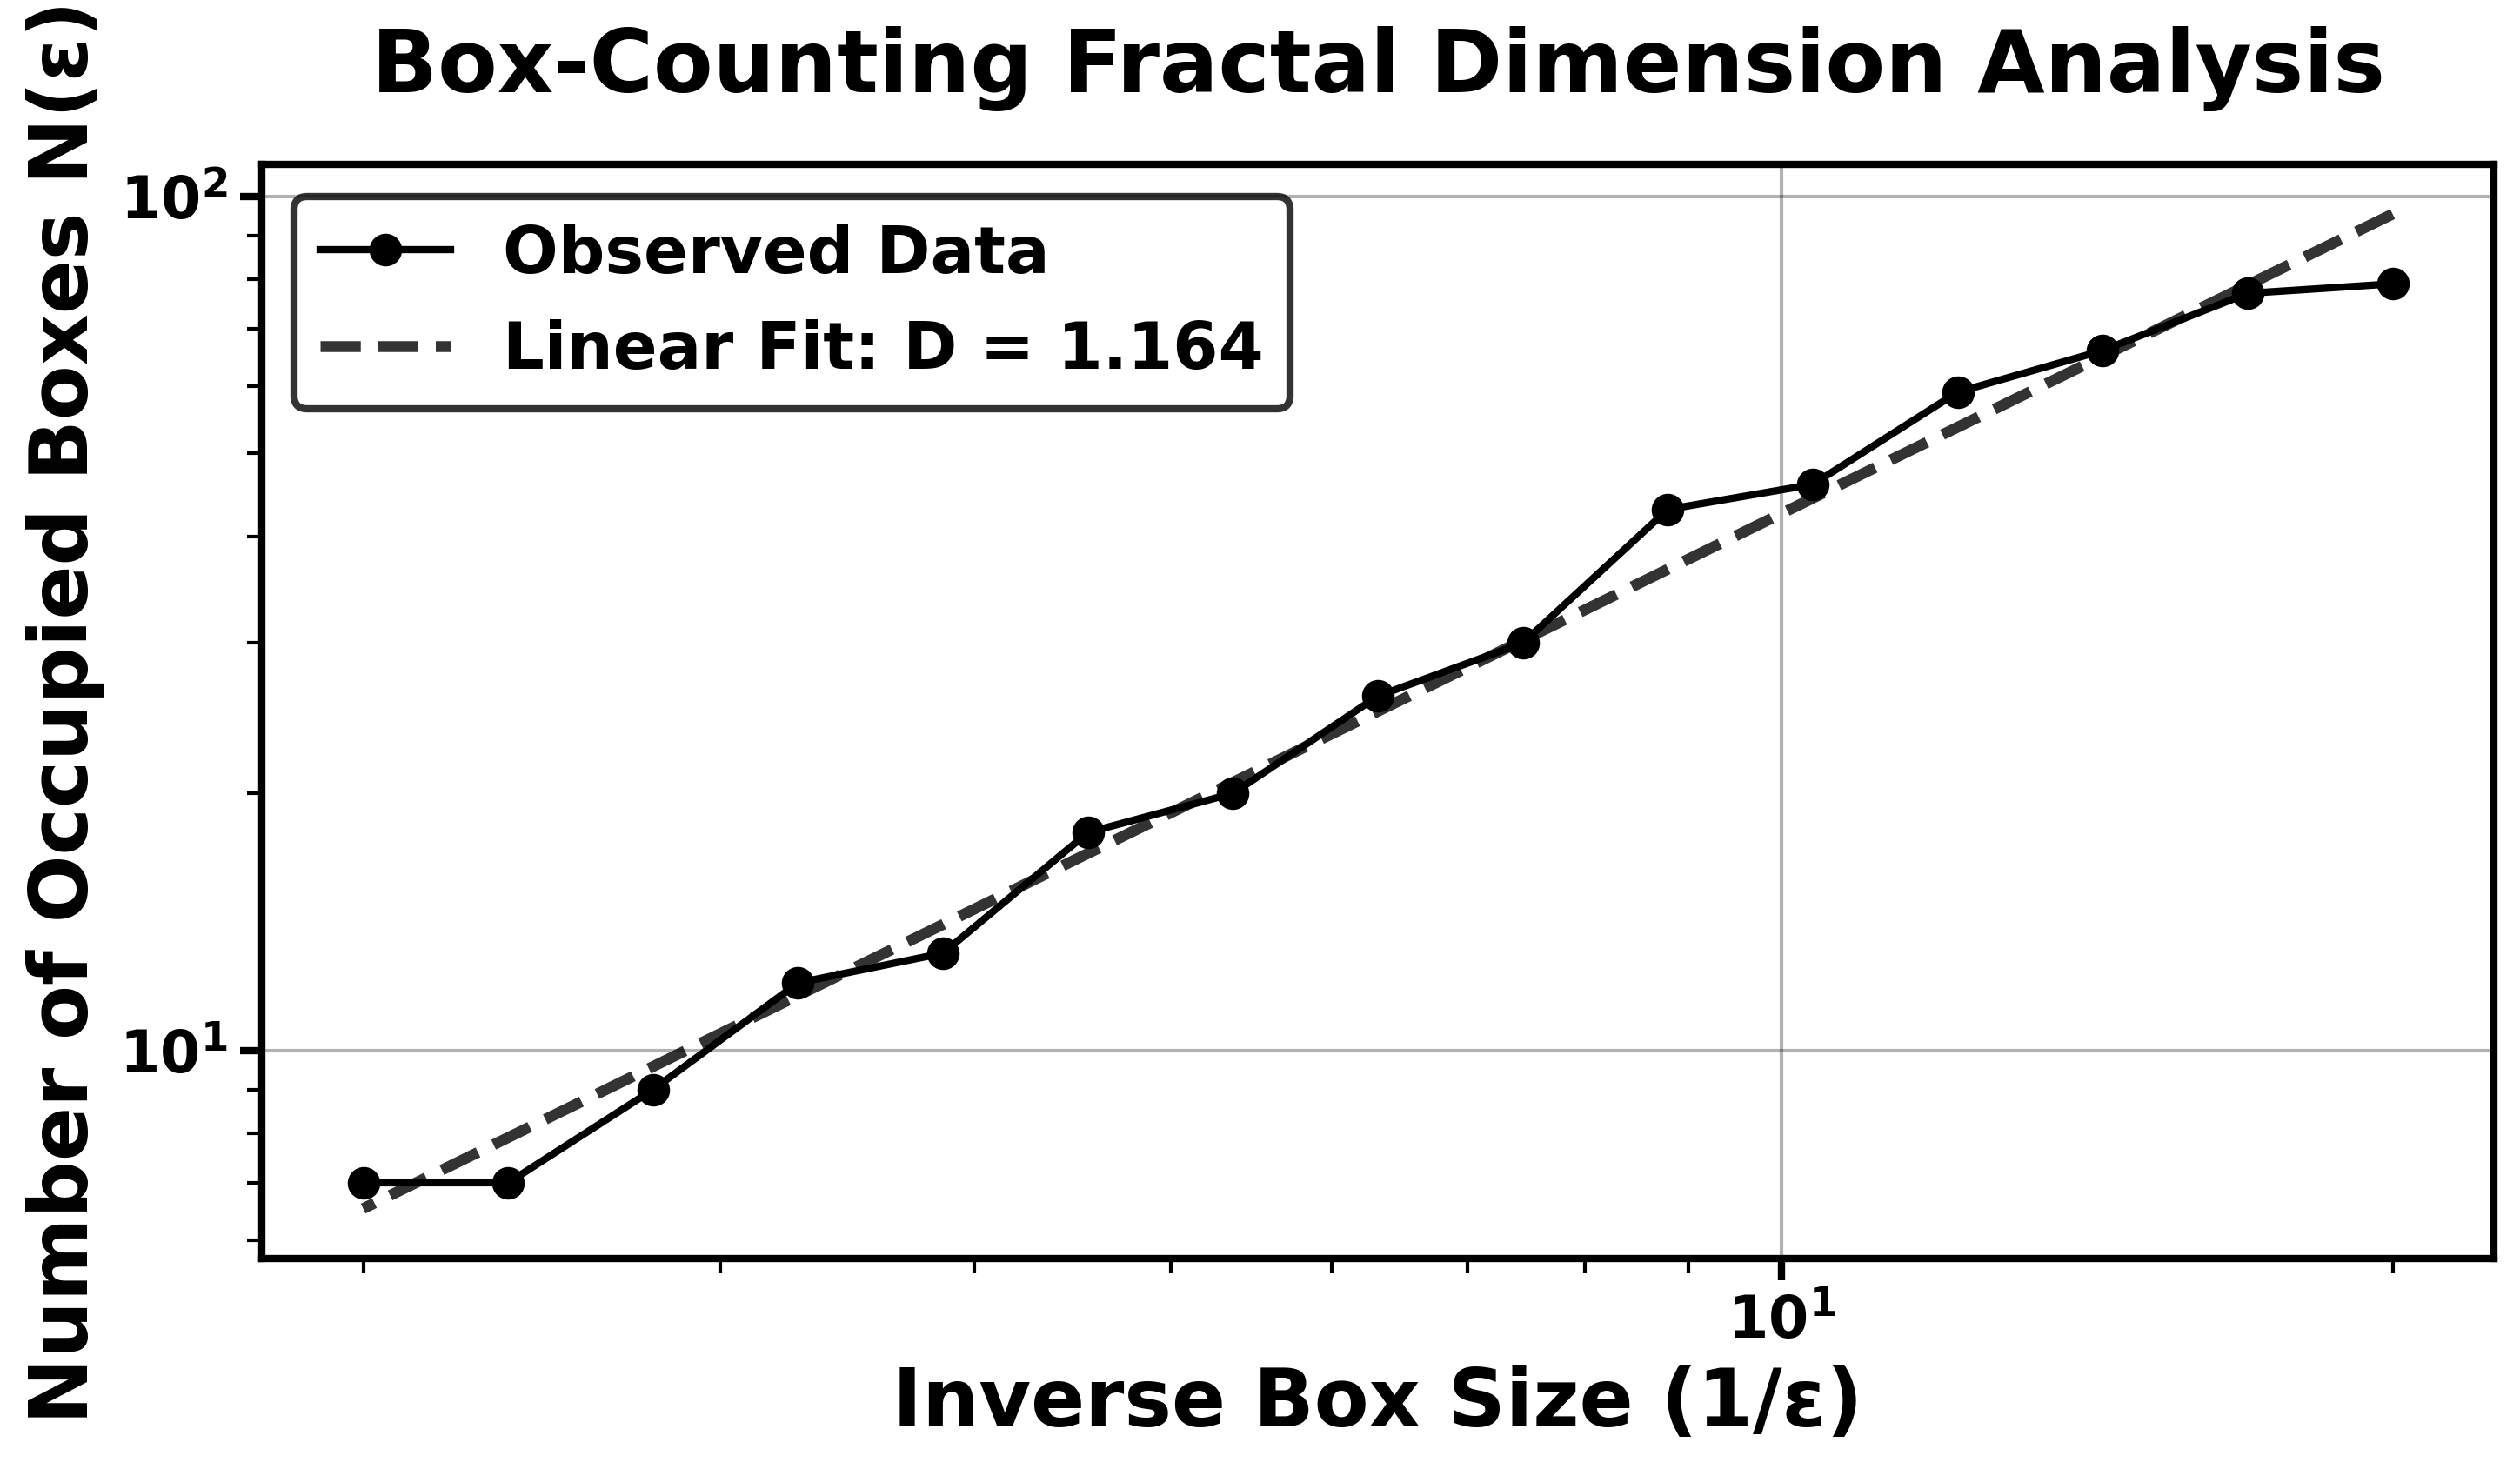 Box-Counting Fractal Dimension Analysis
Number of Occupied Boxes N(ε)
10²
10¹
Observed Data
Linear Fit: D = 1.164
10¹
Inverse Box Size (1/ε)